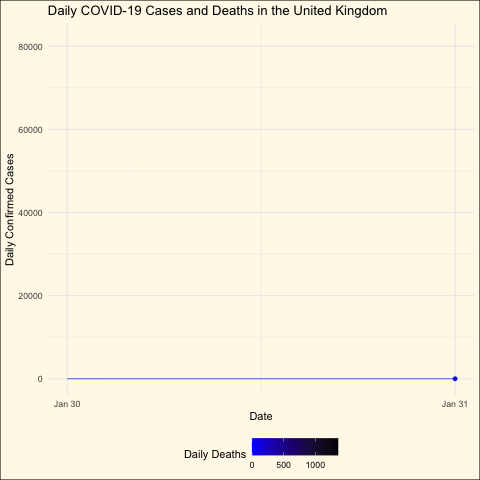 Daily COVID-19 Cases and Deaths in the United Kingdom
80000
60000
40000
20000
0
Daily Confirmed Cases
Jan 30
Jan 31
Date
Daily Deaths
0 500 1000